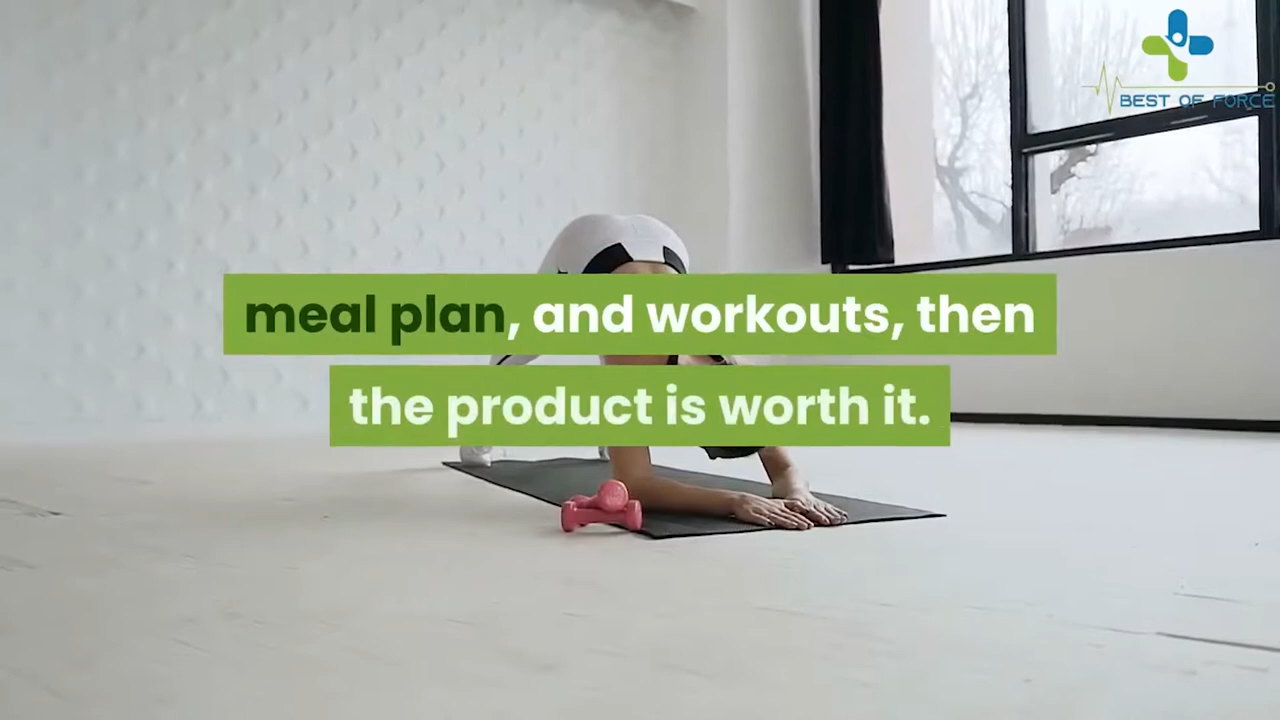 BEST OF FORCE
meal plan, and workouts, then
the product is worth it.